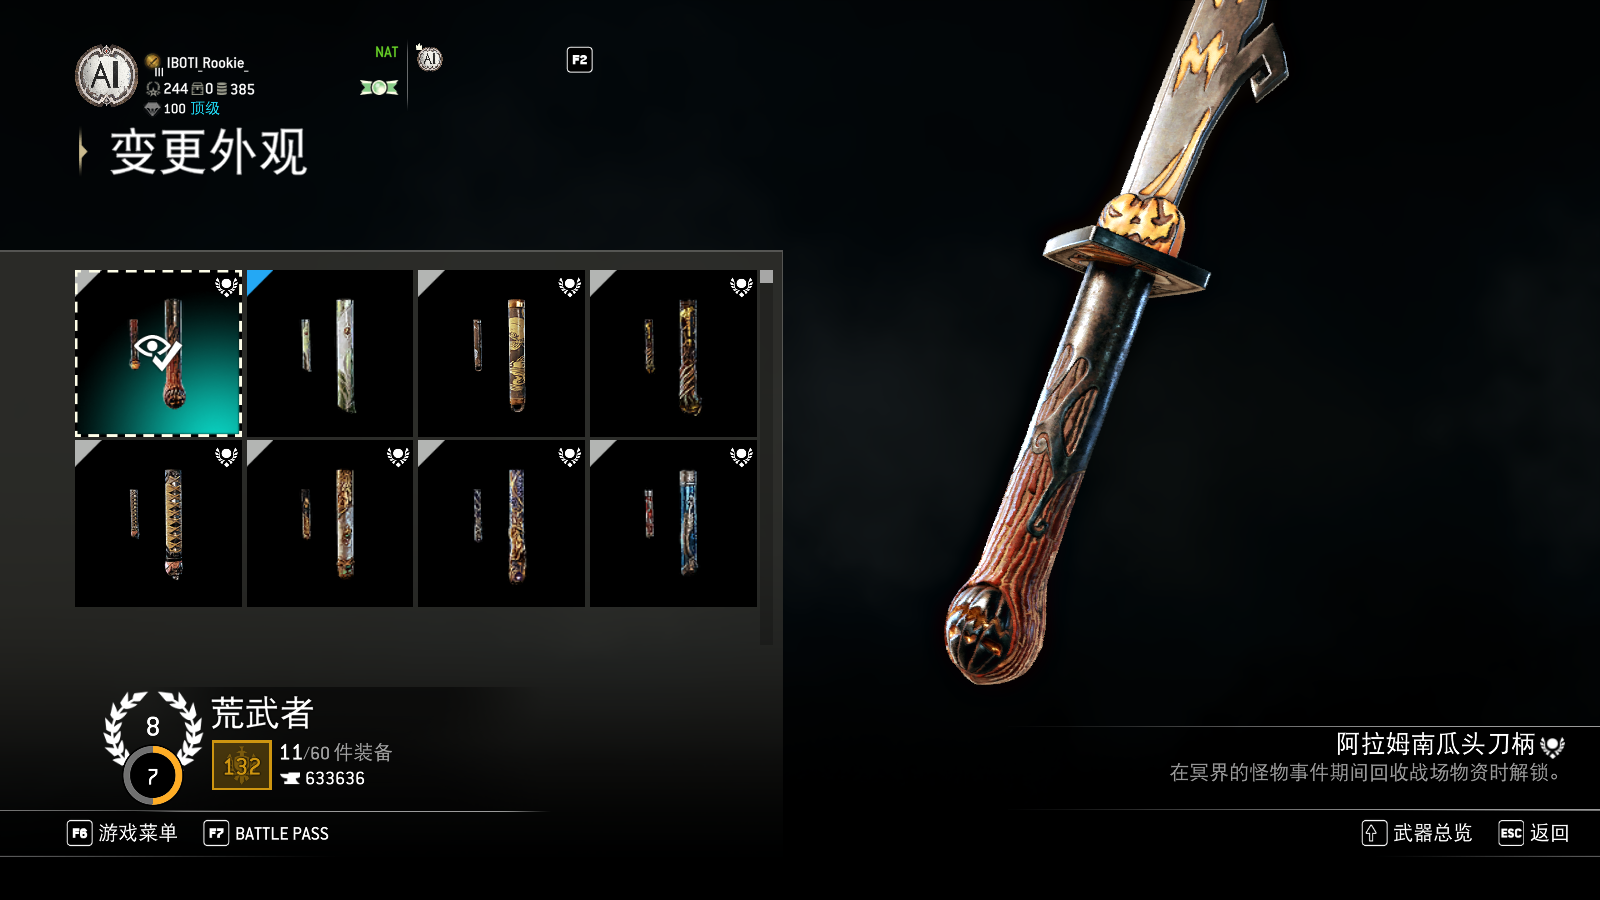 AI
IBOTI_Rookie_
III
244 0 385
100 顶级
NAT
AI
F2
变更外观
8
7
荒武者
132
11/60 件装备
633636
阿拉姆南瓜头刀柄
在冥界的怪物事件期间回收战场物资时解锁。
F6 游戏菜单
F7 BATTLE PASS
武器总览
ESC 返回